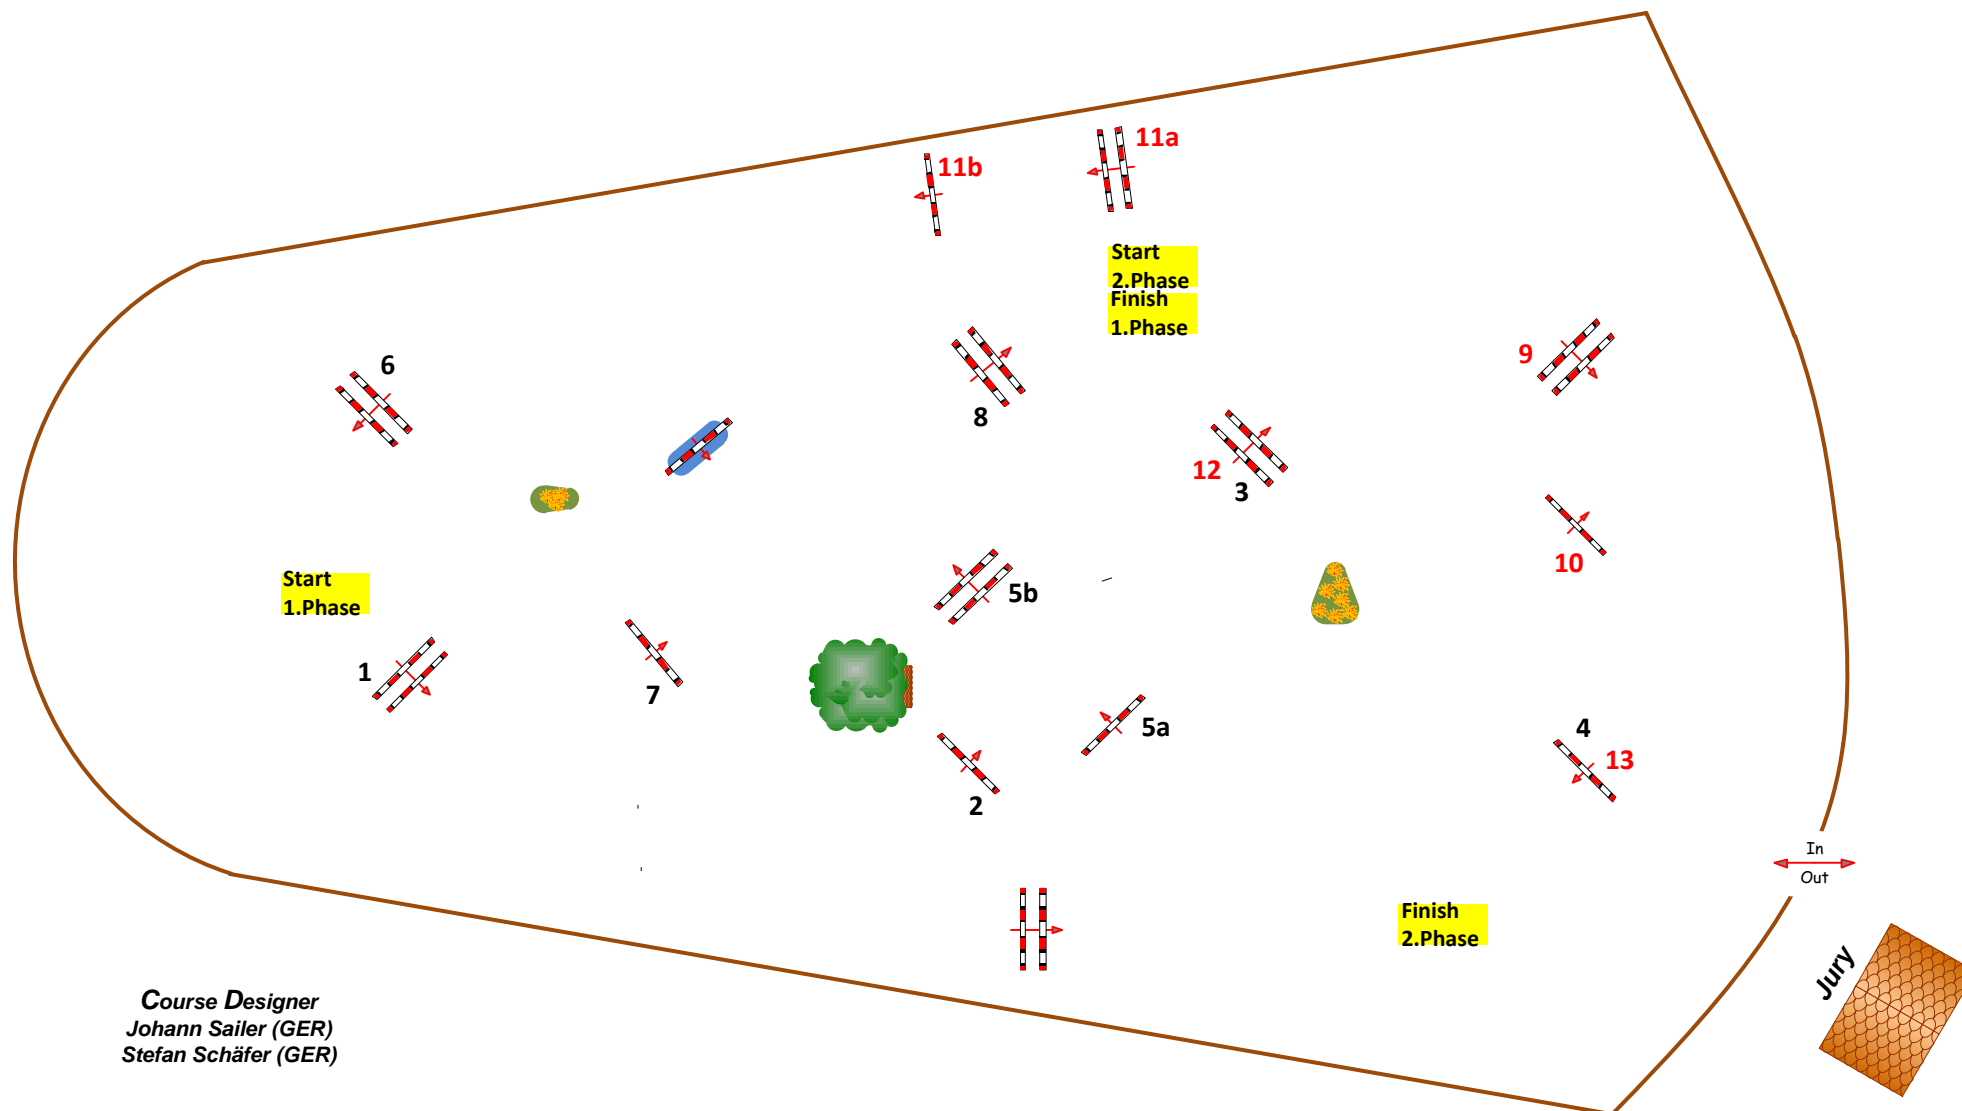 11a
11b
Start
2.Phase
Finish
1.Phase
6
9
8
12
3
10
Start
1.Phase
5b
1
7
5a
4
13
2
In
Out
Finish
2.Phase
Jury
Course Designer
Johann Sailer (GER)
Stefan Schäfer (GER)